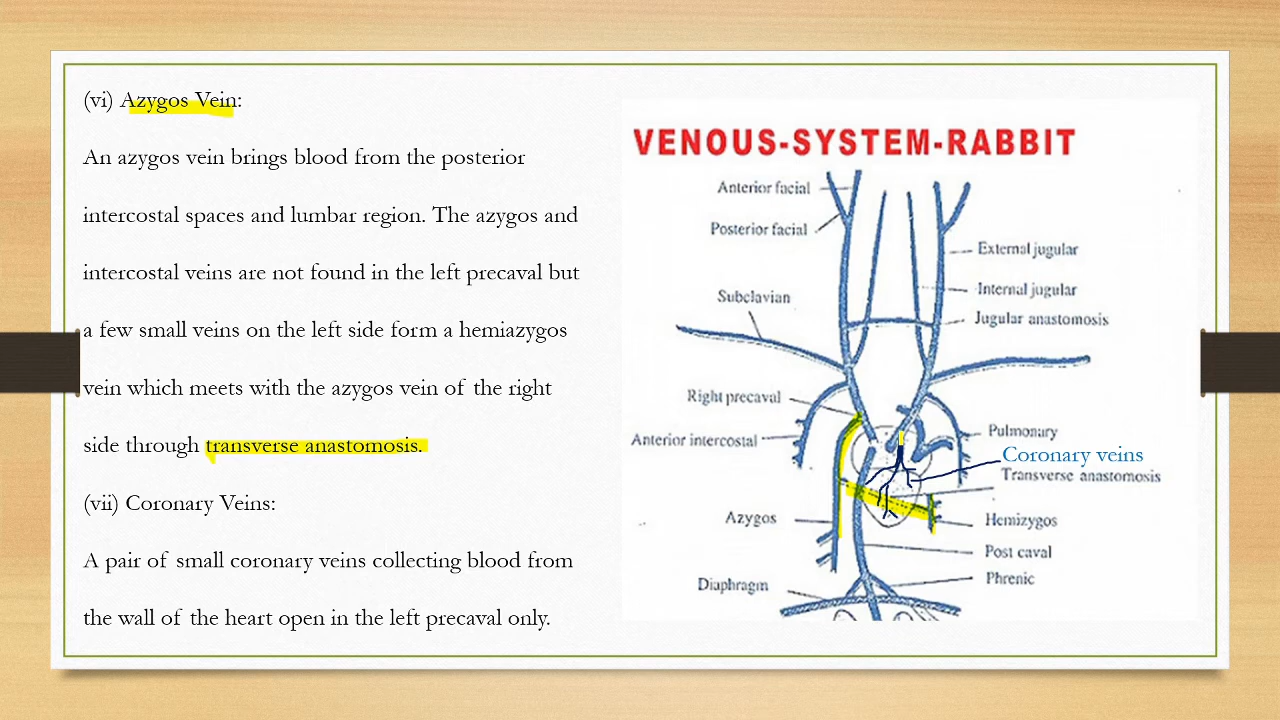 (vi) Azygos Vein:
An azygos vein brings blood from the posterior
intercostal spaces and lumbar region. The azygos and
intercostal veins are not found in the left precaval but
a few small veins on the left side form a hemiazygos
vein which meets with the azygos vein of the right
side through transverse anastomosis.
(vii) Coronary Veins:
A pair of small coronary veins collecting blood from
the wall of the heart open in the left precaval only.
VENOUS-SYSTEM-RABBIT
Anterior facial
Posterior facial
External jugular
Internal jugular
Subclavian
Jugular anastomosis
Right precaval
Anterior intercostal
Pulmonary
Coronary veins
Transverse anastomosis
Azygos
Hemizygos
Post caval
Phrenic
Diaphragm